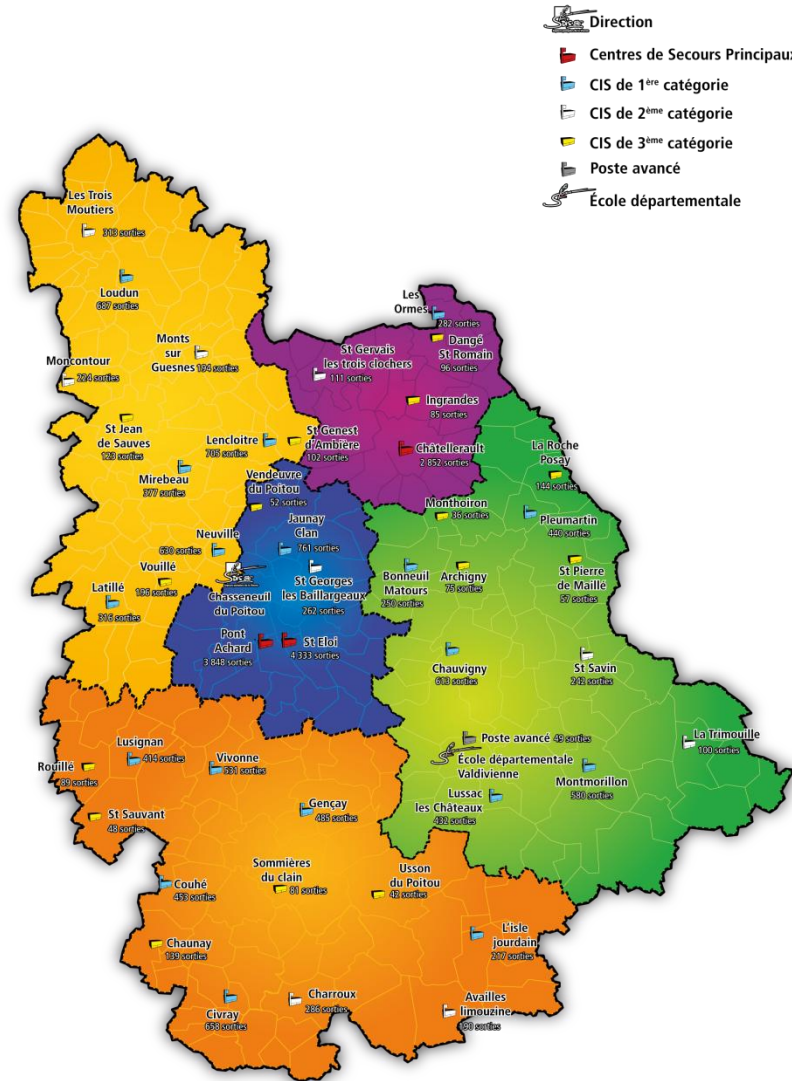 Direction
Centres de Secours Principaux
CIS de 1ère catégorie
CIS de 2ème catégorie
CIS de 3ème catégorie
Poste avancé
École départementale
Les Trois
Moutiers
313 sorties
Loudun
687 sorties
Les
Ormes
282 sorties
Dangé
St Romain
96 sorties
Monts
sur
Guesnes
194 sorties
Moncontour
224 sorties
St Gervais
les trois clochers
111 sorties
Ingrandes
85 sorties
St Jean
de Sauves
123 sorties
Lencloitre
705 sorties
St Genest
d'Ambière
102 sorties
Châtellerault
2 852 sorties
La Roche
Posay
144 sorties
Mirebeau
377 sorties
Vendeuvre
du Poitou
52 sorties
Monthoiron
36 sorties
Pleumartin
440 sorties
Neuville
630 sorties
Jaunay
Clan
761 sorties
Vouillé
196 sorties
Chasseneuil
du Poitou
St Georges
les Baillargeaux
262 sorties
Bonneuil
Matours
250 sorties
Archigny
75 sorties
St Pierre
de Maillé
57 sorties
Latillé
316 sorties
Pont
Achard
3 848 sorties
St Eloi
4 333 sorties
Chauvigny
613 sorties
St Savin
242 sorties
La Trimouille
100 sorties
Poste avancé 49 sorties
École départementale
Valdivienne
Montmorillon
580 sorties
Lussac
les Châteaux
432 sorties
Rouillé
89 sorties
Lusignan
414 sorties
Vivonne
531 sorties
Gençay
485 sorties
St Sauvant
48 sorties
Sommières
du clain
81 sorties
Usson
du Poitou
42 sorties
Couhé
453 sorties
Chaunay
139 sorties
L'isle
jourdain
217 sorties
Civray
658 sorties
Charroux
286 sorties
Availles
limouzine
190 sorties